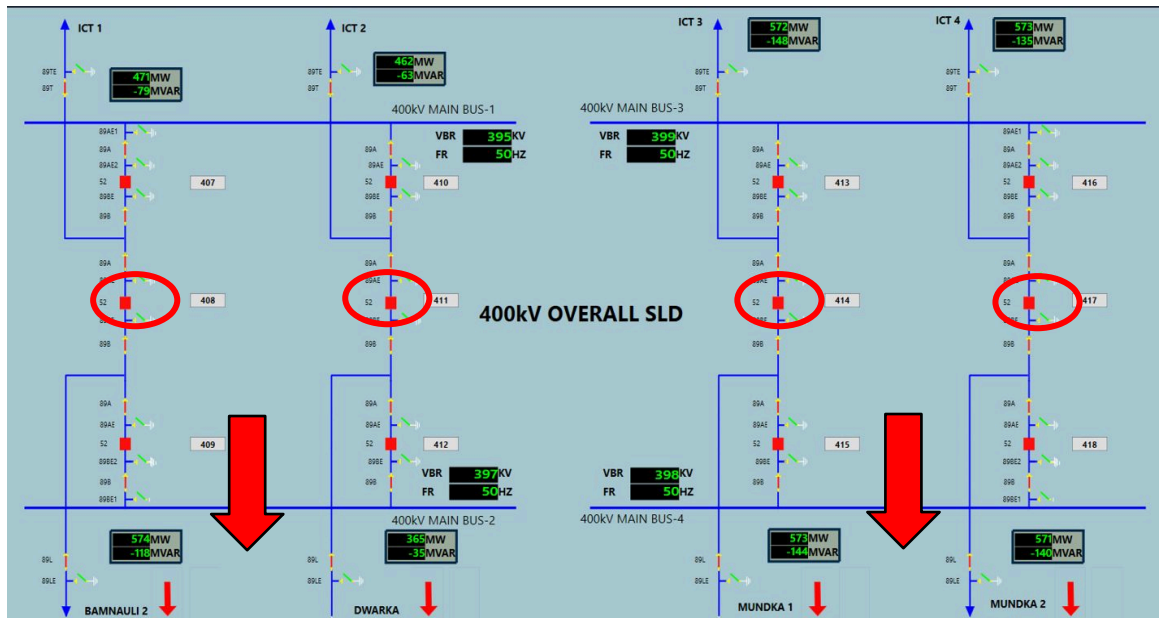 ICT 1
ICT 2
ICT 3
ICT 4
471MW
-79MVAR
462MW
-63MVAR
572MW
-148MVAR
573MW
-135MVAR
89TE
89TE
89TE
89TE
89T
89T
89T
89T
400kV MAIN BUS-1
400kV MAIN BUS-3
VBR 395KV
FR 50HZ
VBR 399KV
FR 50HZ
89AE1
89AE1
89A
89A
89A
89A
89AE2
89AE
89AE
89AE2
52
407
52
410
52
413
52
416
89BE
89BE
89BE
89BE
89B
89B
89B
89B
89A
89A
89A
89A
89AE
89AE
52
408
52
411
400kV OVERALL SLD
52
414
52
417
89BE
89B
89B
89B
89B
89A
89A
89A
89A
89AE
89AE
89AE
89AE
52
409
52
412
52
415
52
418
89BE2
89BE
89BE
89BE2
89B
89B
89B
89B
89BE1
89BE1
VBR 397KV
FR 50HZ
VBR 398KV
FR 50HZ
400kV MAIN BUS-2
400kV MAIN BUS-4
574MW
-118MVAR
365MW
-35MVAR
573MW
-144MVAR
571MW
-140MVAR
89L
89L
89L
89L
89LE
89LE
89LE
89LE
BAMNAULI 2
DWARKA
MUNDKA 1
MUNDKA 2